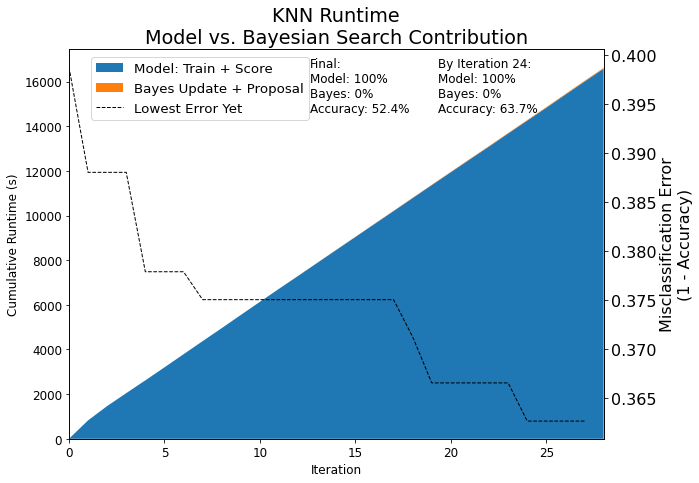 KNN Runtime
Model vs. Bayesian Search Contribution
Model: Train + Score
Bayes Update + Proposal
Lowest Error Yet
Final:
Model: 100%
Bayes: 0%
Accuracy: 52.4%
By Iteration 24:
Model: 100%
Bayes: 0%
Accuracy: 63.7%
Cumulative Runtime (s)
16000
14000
12000
10000
8000
6000
4000
2000
0
0 5 10 15 20 25
Iteration
0.400
0.395
0.390
0.385
0.380
0.375
0.370
0.365
Misclassification Error
(1 - Accuracy)